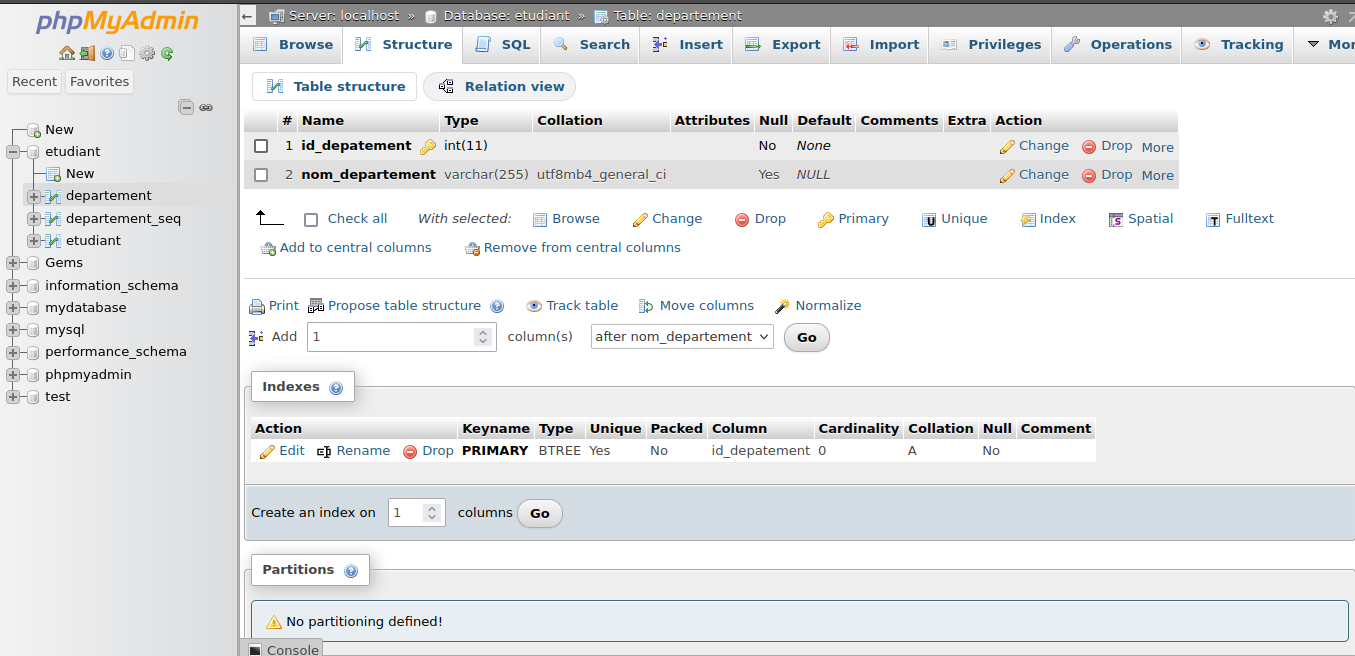 phpMyAdmin
Recent Favorites
New
etudiant
New
departement
departement_seq
etudiant
Gems
information_schema
mydatabase
mysql
performance_schema
phpmyadmin
test
Server: localhost » Database: etudiant » Table: departement
Browse Structure SQL Search Insert Export Import Privileges Operations Tracking Mor
Table structure Relation view
# Name Type Collation Attributes Null Default Comments Extra Action
1 id_depatement int(11) No None Change Drop More
2 nom_departement varchar(255) utf8mb4_general_ci Yes NULL Change Drop More
Check all With selected: Browse Change Drop Primary Unique Index Spatial Fulltext
Add to central columns Remove from central columns
Print Propose table structure Track table Move columns Normalize
Add 1 column(s) after nom_departement Go
Indexes
Action Keyname Type Unique Packed Column Cardinality Collation Null Comment
Edit Rename Drop PRIMARY BTREE Yes No id_depatement 0 A No
Create an index on 1 columns Go
Partitions
No partitioning defined!
Console